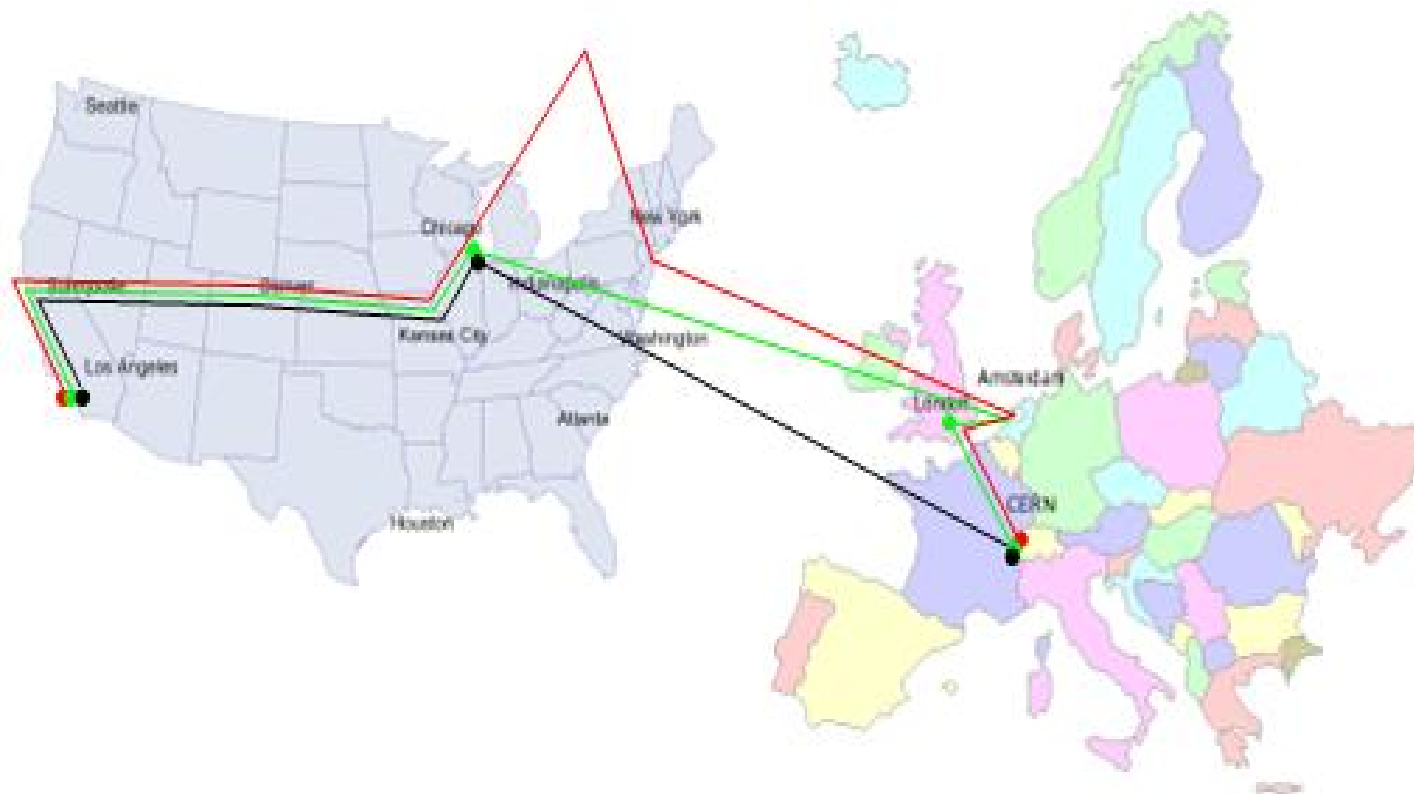 Seattle
Chicago
New York
Sunnyvale
Denver
Indianapolis
Kansas City
Washington
Los Angeles
Amsterdam
London
Atlanta
CERN
Houston